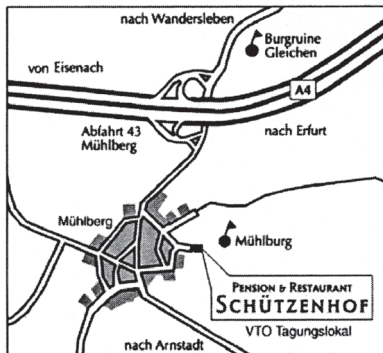 nach Wandersleben
Burgruine
Gleichen
von Eisenach
A4
Abfahrt 43
Mühlberg
nach Erfurt
Mühlberg
Mühlburg
PENSION & RESTAURANT
SCHÜTZENHOF
VTO Tagungslokal
nach Arnstadt